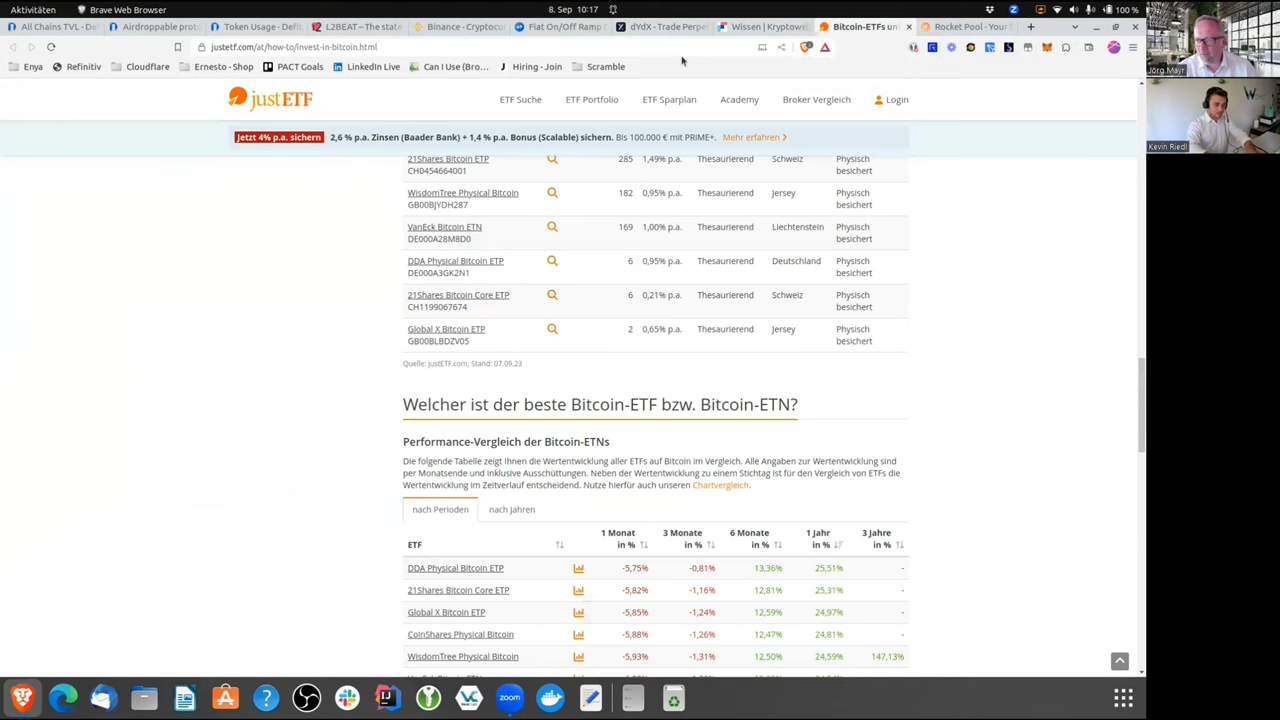 Aktivitäten
Brave Web Browser
8. Sep 10:17
100 %
All Chains TVL - Def
Airdroppable prot
Token Usage - Defi
L2BEAT – The state
Binance - Cryptocu
Fiat On/Off Ramp
dYdX - Trade Perpe
Wissen | Kryptowe
Bitcoin-ETFs un
Rocket Pool - Your
justetf.com/at/how-to/invest-in-bitcoin.html
Enya
Refinitiv
Cloudflare
Ernesto - Shop
PACT Goals
LinkedIn Live
Can I Use (Bro...
Hiring - Join
Scramble
Jörg Mayr
Kevin Riedl
justETF
ETF Suche
ETF Portfolio
ETF Sparplan
Academy
Broker Vergleich
Login
Jetzt 4% p.a. sichern 2,6 % p.a. Zinsen (Baader Bank) + 1,4 % p.a. Bonus (Scalable) sichern. Bis 100.000 € mit PRIME+. Mehr erfahren
21Shares Bitcoin ETP 285 1,49% p.a. Thesaurierend Schweiz Physisch
CH0454664001 besichert
WisdomTree Physical Bitcoin 182 0,95% p.a. Thesaurierend Jersey Physisch
GB00BJYDH287 besichert
VanEck Bitcoin ETN 169 1,00% p.a. Thesaurierend Liechtenstein Physisch
DE000A28M8D0 besichert
DDA Physical Bitcoin ETP 6 0,95% p.a. Thesaurierend Deutschland Physisch
DE000A3GK2N1 besichert
21Shares Bitcoin Core ETP 6 0,21% p.a. Thesaurierend Schweiz Physisch
CH1199067674 besichert
Global X Bitcoin ETP 2 0,65% p.a. Thesaurierend Jersey Physisch
GB00BLBDZV05 besichert
Quelle: justETF.com; Stand: 07.09.23
Welcher ist der beste Bitcoin-ETF bzw. Bitcoin-ETN?
Performance-Vergleich der Bitcoin-ETNs
Die folgende Tabelle zeigt Ihnen die Wertentwicklung aller ETFs auf Bitcoin im Vergleich. Alle Angaben zur Wertentwicklung sind
per Monatsende und inklusive Ausschüttungen. Neben der Wertentwicklung zu einem Stichtag ist für den Vergleich von ETFs die
Wertentwicklung im Zeitverlauf entscheidend. Nutze hierfür auch unseren Chartvergleich.
nach Perioden
nach Jahren
1 Monat 3 Monate 6 Monate 1 Jahr 3 Jahre
ETF in % in % in % in % in %
DDA Physical Bitcoin ETP -5,75% -0,81% 13,36% 25,51% -
21Shares Bitcoin Core ETP -5,82% -1,16% 12,81% 25,31% -
Global X Bitcoin ETP -5,85% -1,24% 12,59% 24,97% -
CoinShares Physical Bitcoin -5,88% -1,26% 12,47% 24,81% -
WisdomTree Physical Bitcoin -5,93% -1,31% 12,50% 24,59% 147,13%
zoom